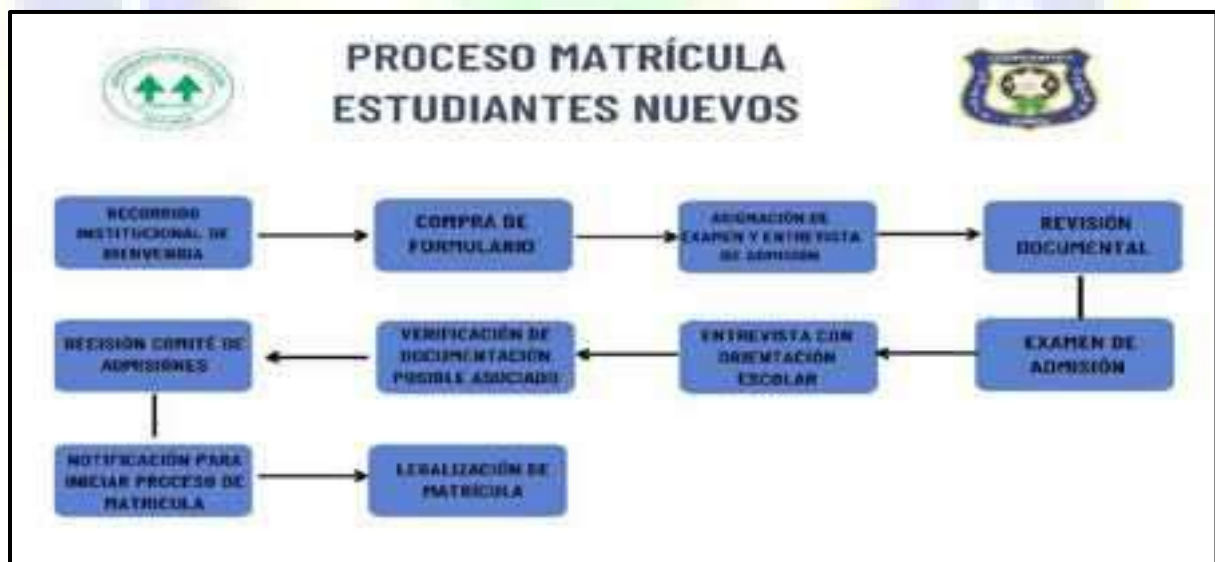 PROCESO MATRÍCULA
ESTUDIANTES NUEVOS
RECORRIDO
INSTITUCIONAL DE
BIENVENIDA
COMPRA DE
FORMULARIO
ASIGNACIÓN DE
EXAMEN Y ENTREVISTA
DE ADMISIÓN
REVISIÓN
DOCUMENTAL
EXAMEN DE
ADMISIÓN
ENTREVISTA CON
ORIENTACIÓN
ESCOLAR
VERIFICACIÓN DE
DOCUMENTACIÓN
POSIBLE ASOCIADO
DECISIÓN COMITÉ DE
ADMISIONES
NOTIFICACIÓN PARA
INICIAR PROCESO DE
MATRICULA
LEGALIZACIÓN DE
MATRÍCULA